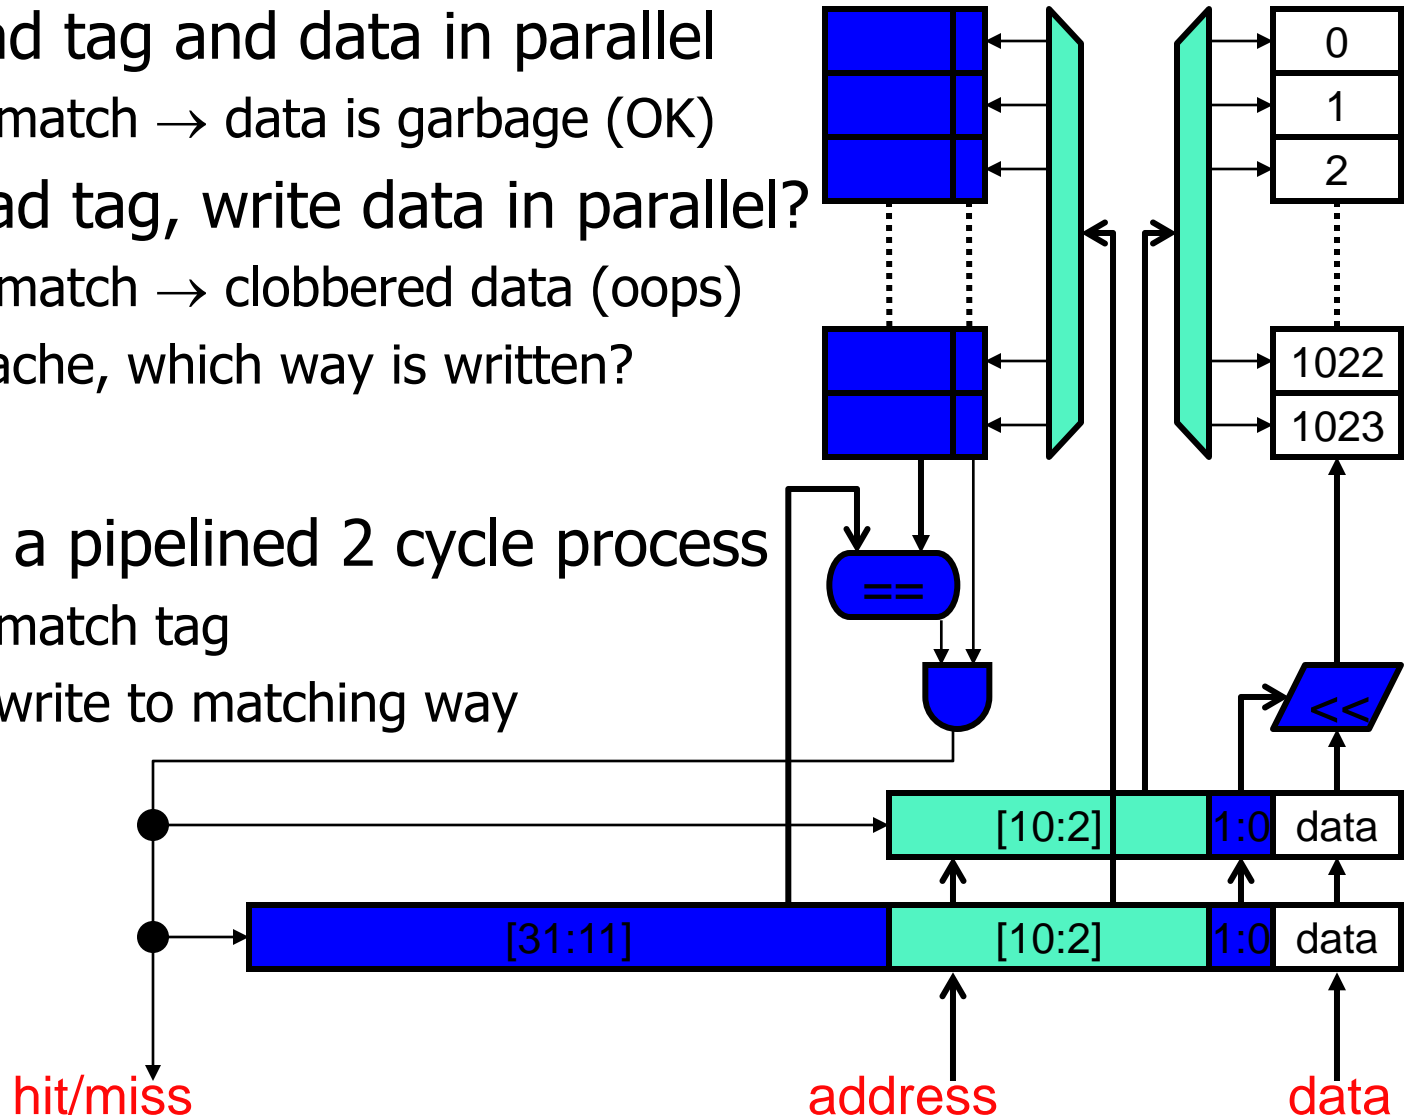 ad tag and data in parallel
match → data is garbage (OK)
ad tag, write data in parallel?
match → clobbered data (oops)
ache, which way is written?
a pipelined 2 cycle process
match tag
write to matching way
0
1
2
1022
1023
==
<<
[10:2] 1:0 data
[31:11] [10:2] 1:0 data
hit/miss address data